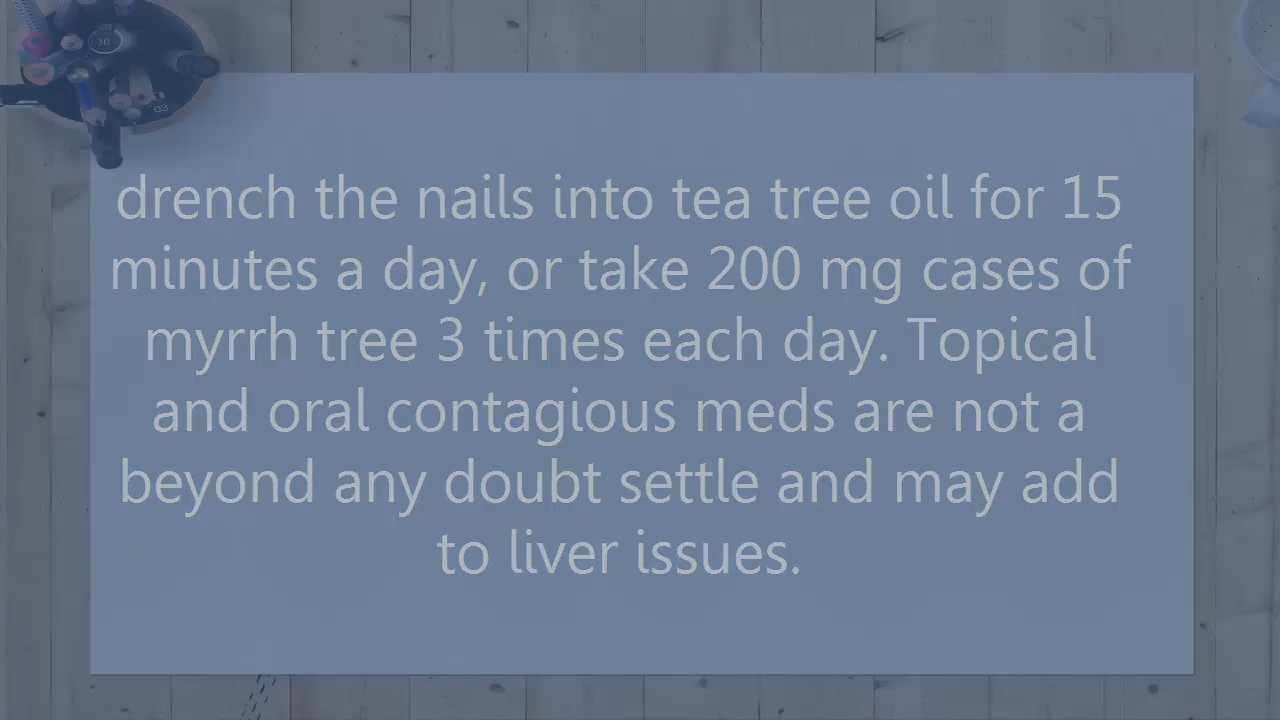 drench the nails into tea tree oil for 15
minutes a day, or take 200 mg cases of
myrrh tree 3 times each day. Topical
and oral contagious meds are not a
beyond any doubt settle and may add
to liver issues.